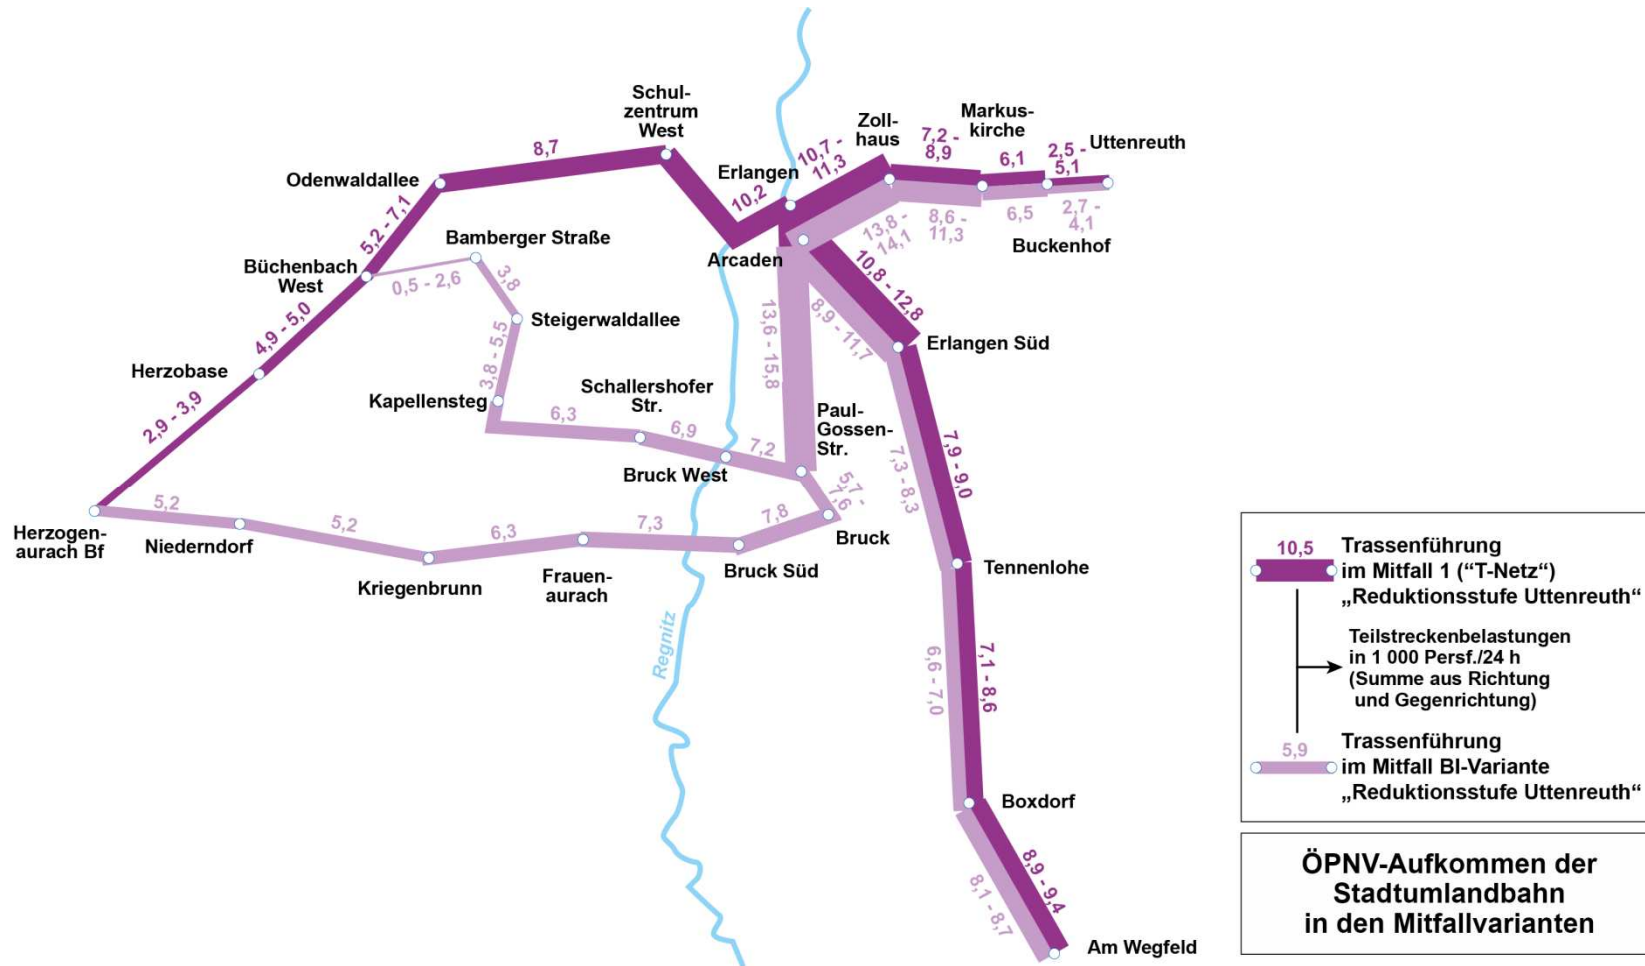 Schul-
zentrum
West
8,7
Odenwaldallee
5,2 - 7,1
Büchenbach
West
Bamberger Straße
0,5 - 2,6
3,8
Steigerwaldallee
3,8 - 5,5
Kapellensteg
4,9 - 5,0
Herzobase
2,9 - 3,9
Herzogen-
aurach Bf
Erlangen
10,2
Arcaden
10,7 -
11,3
Zoll-
haus
7,2 -
8,9
Markus-
kirche
6,1
2,5 -
5,1
Uttenreuth
13,8 -
14,1
8,6 -
11,3
6,5
2,7 -
4,1
Buckenhof
10,8 - 12,8
8,9 - 11,7
Erlangen Süd
13,6 - 15,8
Schallershofer
Str.
6,3
6,9
7,2
Bruck West
Paul-
Gossen-
Str.
5,7 -
7,6
Bruck
7,8
Bruck Süd
7,3
Frauen-
aurach
6,3
Kriegenbrunn
5,2
Niederndorf
5,2
Regnitz
7,9 - 9,0
7,3 - 8,3
Tennenlohe
7,1 - 8,6
6,6 - 7,0
Boxdorf
8,9 - 9,4
8,1 - 8,7
Am Wegfeld
10,5
Trassenführung
im Mitfall 1 (“T-Netz“)
„Reduktionsstufe Uttenreuth“
Teilstreckenbelastungen
in 1 000 Persf./24 h
(Summe aus Richtung
und Gegenrichtung)
5,9
Trassenführung
im Mitfall BI-Variante
„Reduktionsstufe Uttenreuth“
ÖPNV-Aufkommen der
Stadtumlandbahn
in den Mitfallvarianten